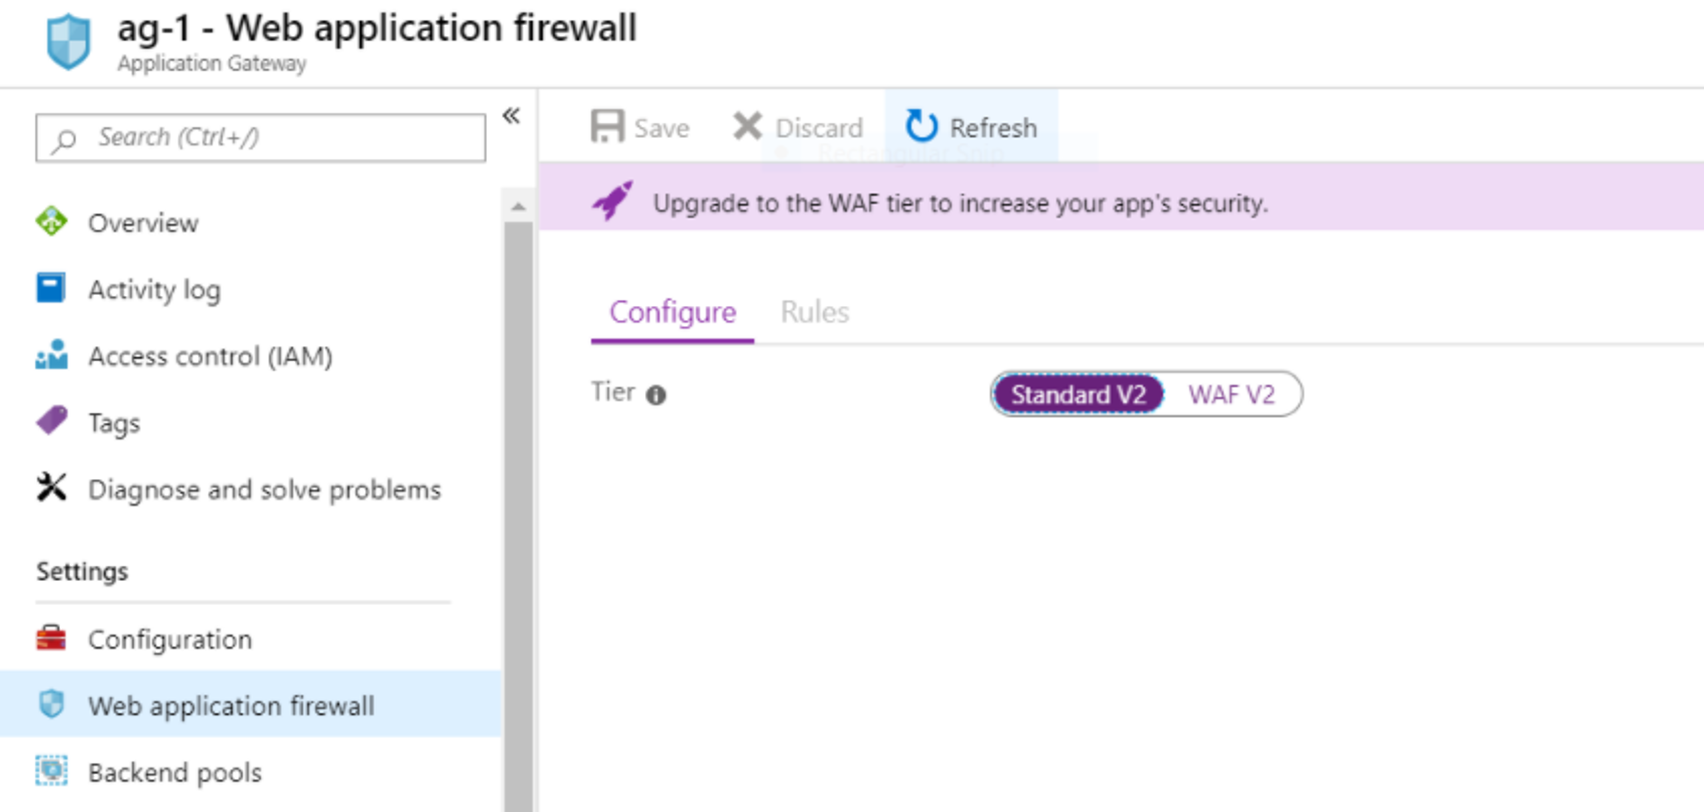 ag-1 - Web application firewall
Application Gateway
Search (Ctrl+/)
«
Overview
Activity log
Access control (IAM)
Tags
Diagnose and solve problems
Settings
Configuration
Web application firewall
Backend pools
Save
Discard
Refresh
Rectangular Snip
Upgrade to the WAF tier to increase your app's security.
Configure
Rules
Tier
Standard V2
WAF V2